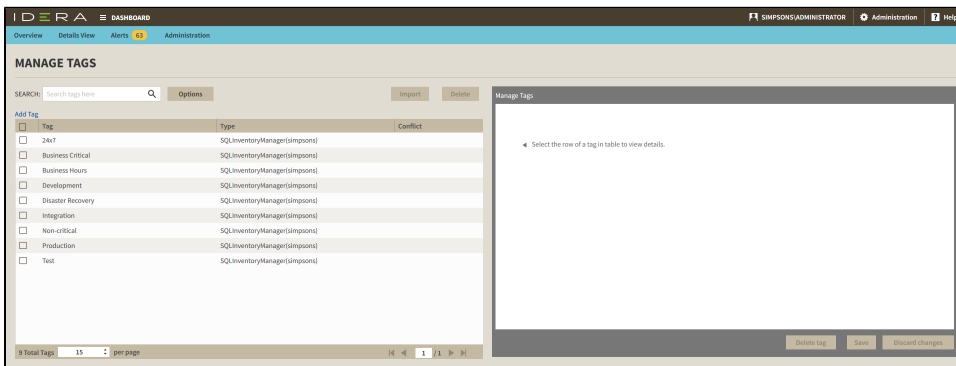 IDERA ≡ DASHBOARD SIMPSONS\ADMINISTRATOR Administration ? Help
Overview Details View Alerts 63 Administration
MANAGE TAGS
SEARCH: Search tags here Options Import Delete
Manage Tags
Add Tag
Tag Type Conflict
24x7 SQLInventoryManager(simpsons)
Select the row of a tag in table to view details.
Business Critical SQLInventoryManager(simpsons)
Business Hours SQLInventoryManager(simpsons)
Development SQLInventoryManager(simpsons)
Disaster Recovery SQLInventoryManager(simpsons)
Integration SQLInventoryManager(simpsons)
Non-critical SQLInventoryManager(simpsons)
Production SQLInventoryManager(simpsons)
Test SQLInventoryManager(simpsons)
Delete tag Save Discard changes
9 Total Tags 15 per page 1 /1